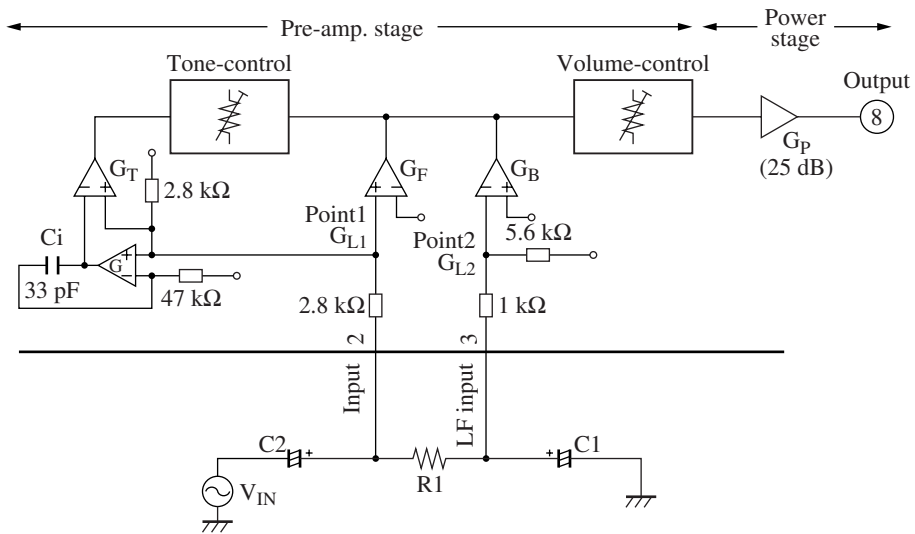 Pre-amp. stage
Power
stage
Tone-control
Volume-control
Output
8
G_P
(25 dB)
G_T
2.8 kΩ
G_F
G_B
Point1
G_L1
Point2
G_L2
5.6 kΩ
Ci
33 pF
G
47 kΩ
2.8 kΩ
1 kΩ
2
3
Input
LF input
C2
+
R1
+
C1
V_IN